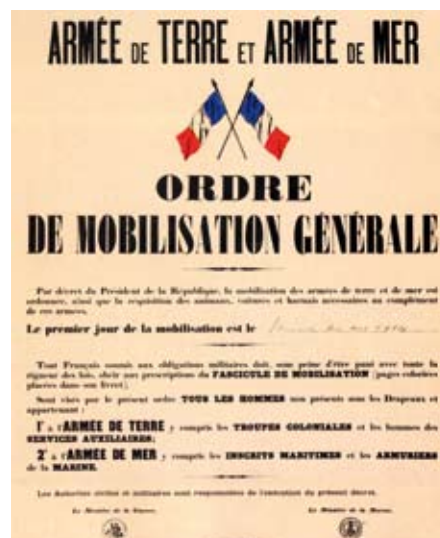 ARMÉE DE TERRE ET ARMÉE DE MER
ORDRE
DE MOBILISATION GÉNÉRALE
Par décret du Président de la République, la mobilisation des armées de terre et de mer est
ordonnée, ainsi que la réquisition des animaux, voitures et harnais nécessaires au complément
de ces armées.
Le premier jour de la mobilisation est le
Tout Français soumis aux obligations militaires doit, sous peine d'être puni avec toute la
rigueur des lois, obéir aux prescriptions du FASCICULE DE MOBILISATION (pages coloriées
placées dans son livret).
Sont visés par le présent ordre TOUS LES HOMMES non présents sous les Drapeaux et
appartenant :
1° à l'ARMÉE DE TERRE y compris les TROUPES COLONIALES et les hommes des
SERVICES AUXILIAIRES;
2° à l'ARMÉE DE MER y compris les INSCRITS MARITIMES et les ARMURIERS
de la MARINE.
Les Autorités civiles et militaires sont responsables de l'exécution du présent décret.
Le Ministre de la Guerre, Le Ministre de la Marine,